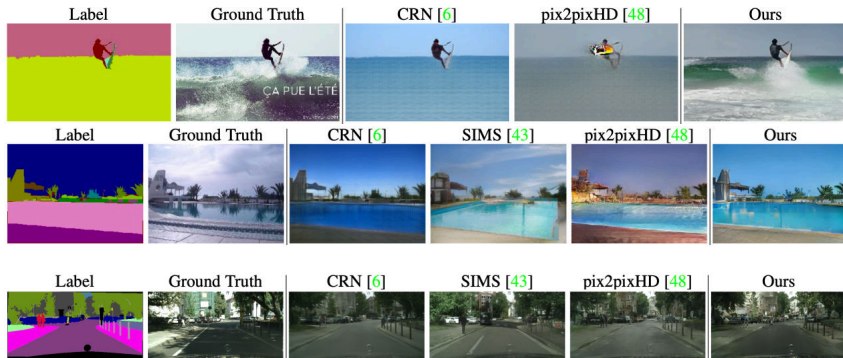 Label Ground Truth CRN [6] pix2pixHD [48] Ours
ÇA PUE L'ÉTÉ
Label Ground Truth CRN [6] SIMS [43] pix2pixHD [48] Ours
Label Ground Truth CRN [6] SIMS [43] pix2pixHD [48] Ours